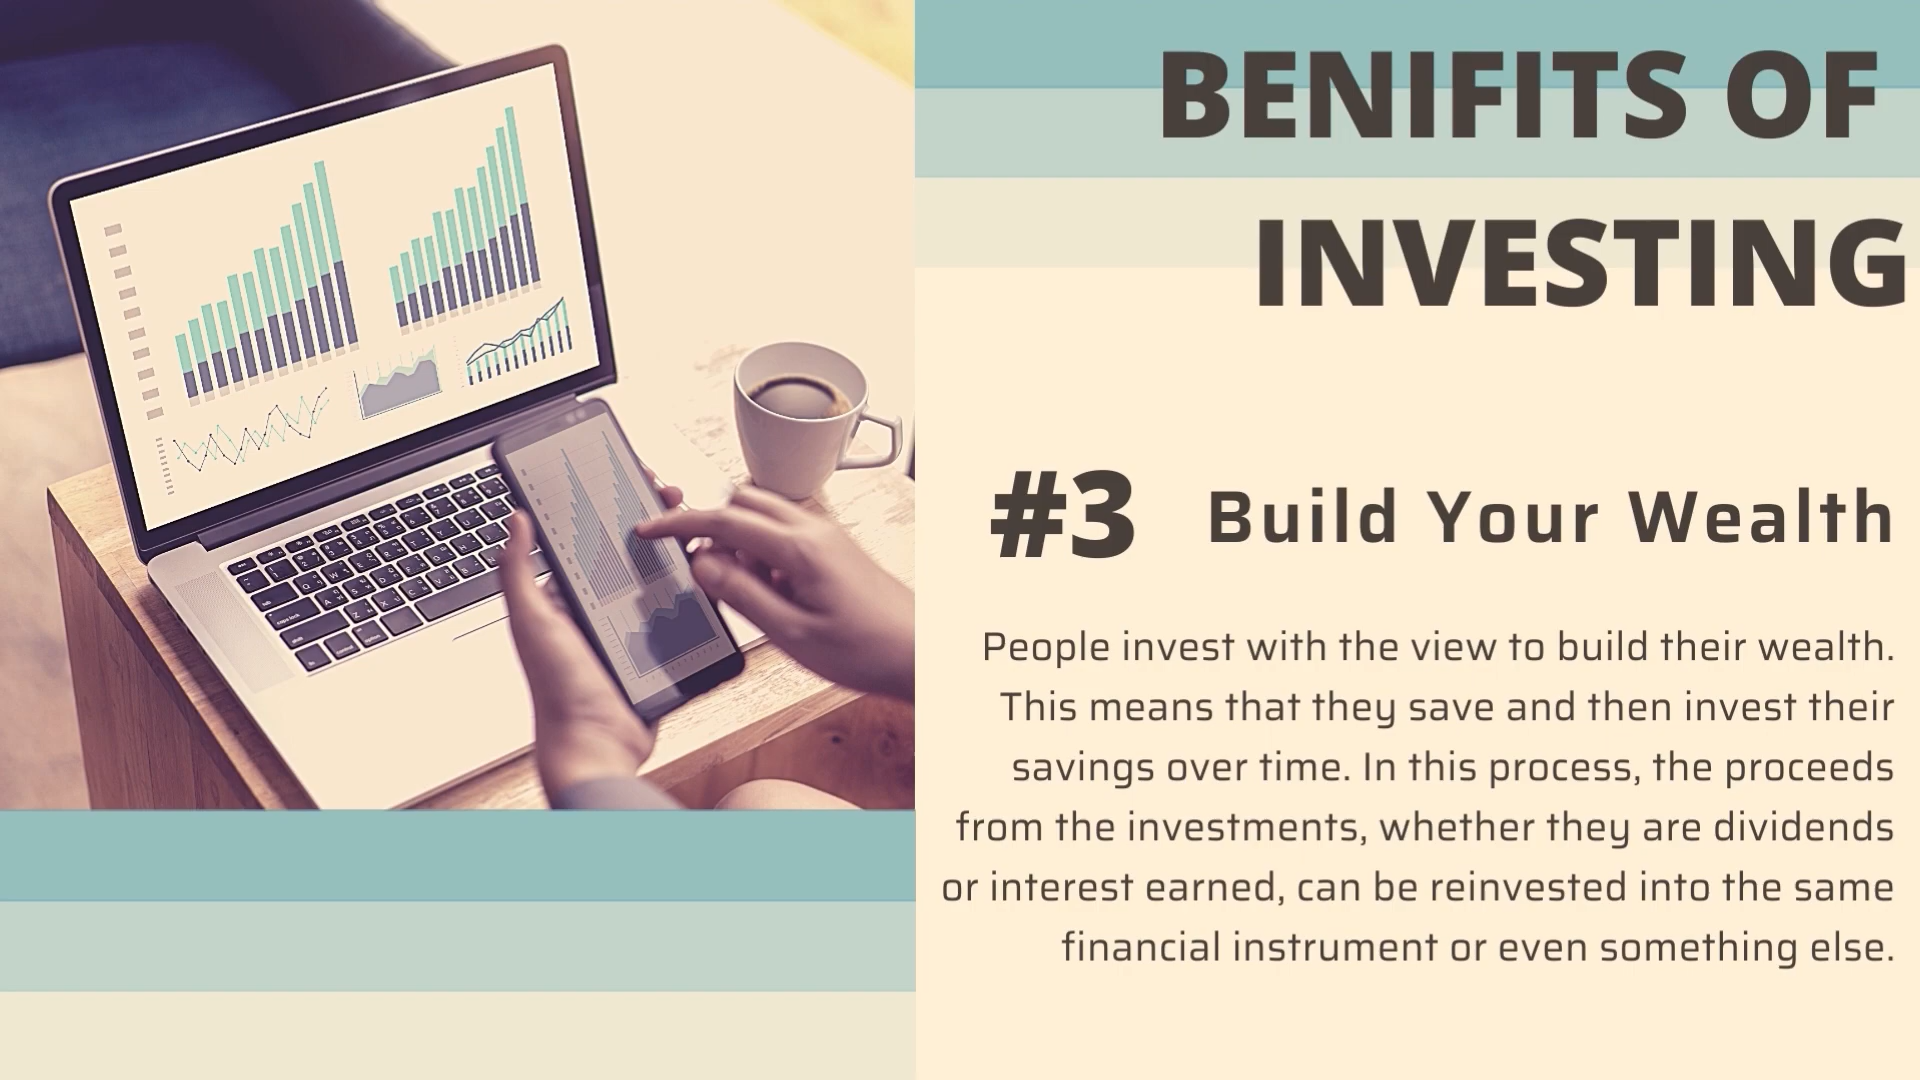 BENIFITS OF
INVESTING
#3 Build Your Wealth
People invest with the view to build their wealth.
This means that they save and then invest their
savings over time. In this process, the proceeds
from the investments, whether they are dividends
or interest earned, can be reinvested into the same
financial instrument or even something else.